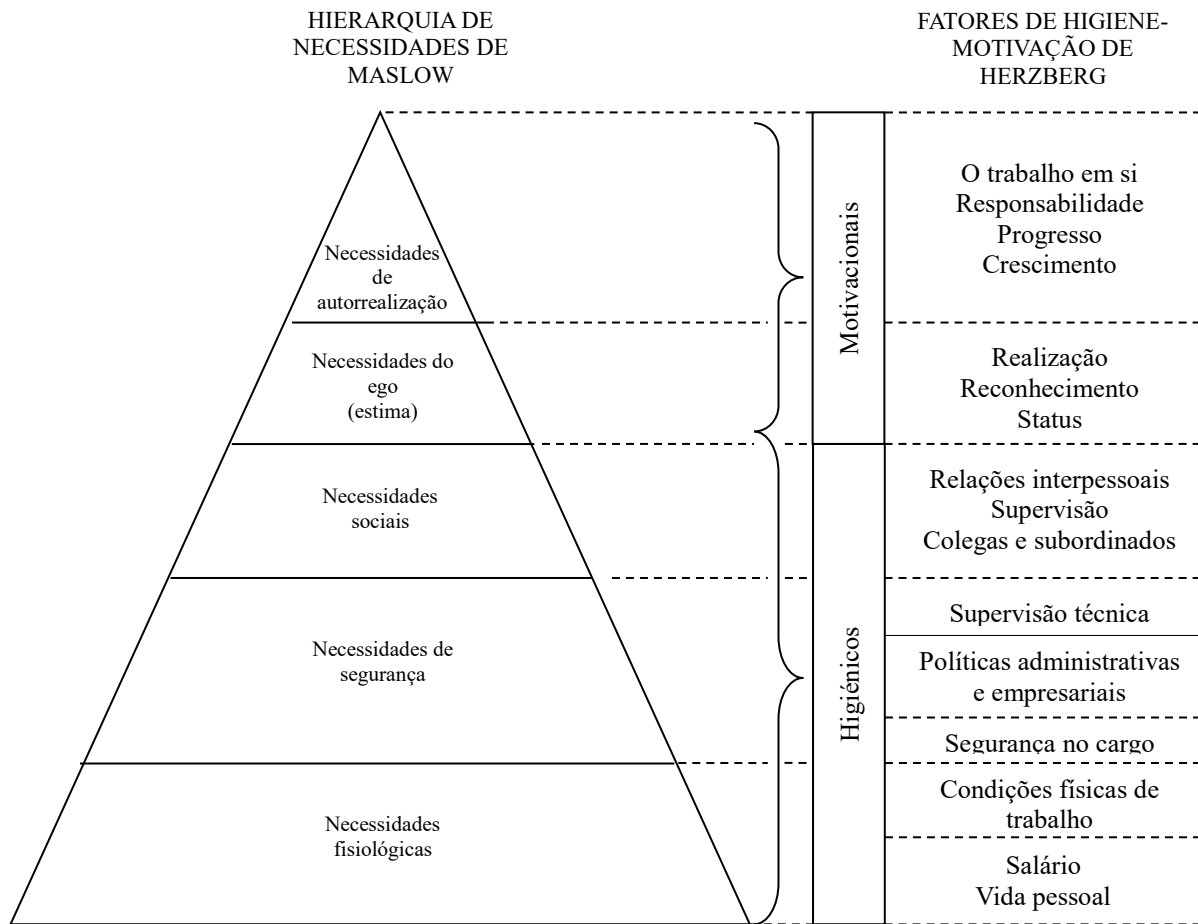 HIERARQUIA DE
NECESSIDADES DE
MASLOW
FATORES DE HIGIENE-
MOTIVAÇÃO DE
HERZBERG
Necessidades
de
autorrealização
Necessidades do
ego
(estima)
Necessidades
sociais
Necessidades de
segurança
Necessidades
fisiológicas
Motivacionais
Higiénicos
O trabalho em si
Responsabilidade
Progresso
Crescimento
Realização
Reconhecimento
Status
Relações interpessoais
Supervisão
Colegas e subordinados
Supervisão técnica
Políticas administrativas
e empresariais
Segurança no cargo
Condições físicas de
trabalho
Salário
Vida pessoal